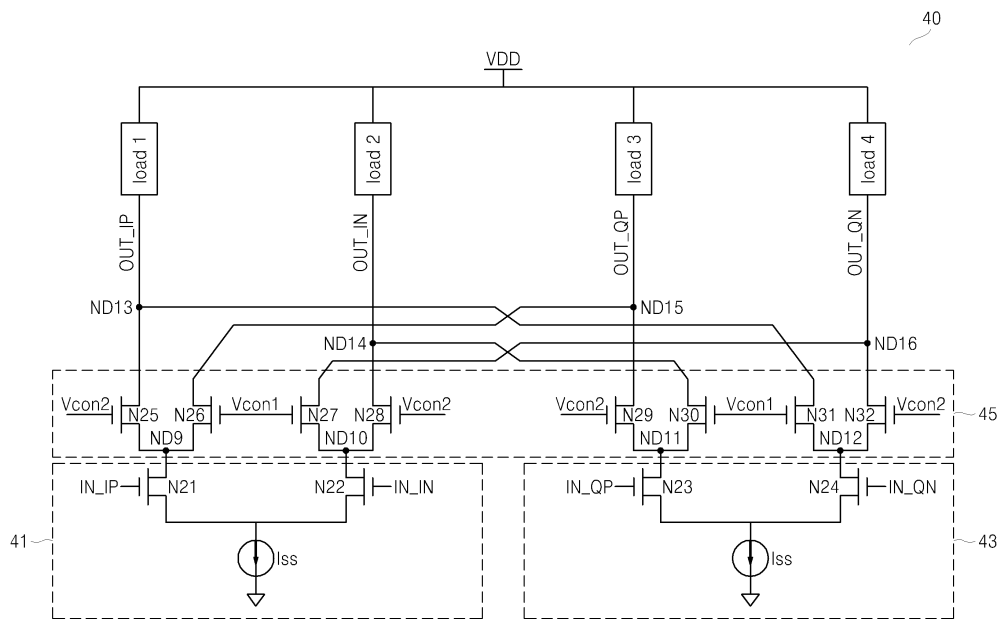 40
VDD
load 1
load 2
load 3
load 4
OUT_IP
OUT_IN
OUT_QP
OUT_QN
ND13
ND15
ND14
ND16
Vcon2
N25
N26
Vcon1
N27
N28
Vcon2
Vcon2
N29
N30
Vcon1
N31
N32
Vcon2
45
ND9
ND10
ND11
ND12
IN_IP
N21
N22
IN_IN
IN_QP
N23
N24
IN_QN
41
Iss
Iss
43